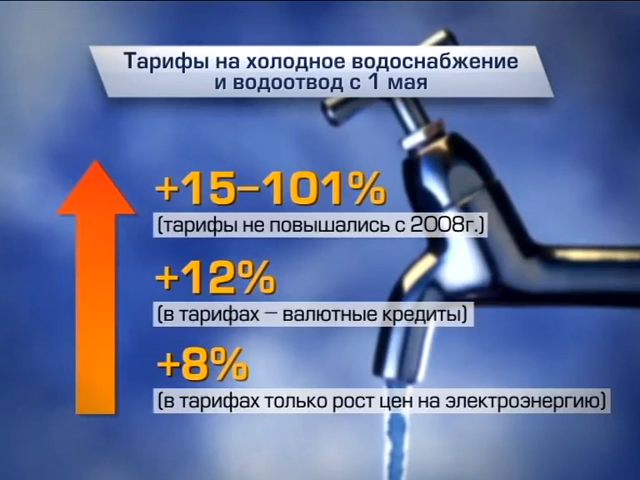 Тарифы на холодное водоснабжение
и водоотвод с 1 мая
+15–101%
(тарифы не повышались с 2008г.)
+12%
(в тарифах – валютные кредиты)
+8%
(в тарифах только рост цен на электроэнергию)